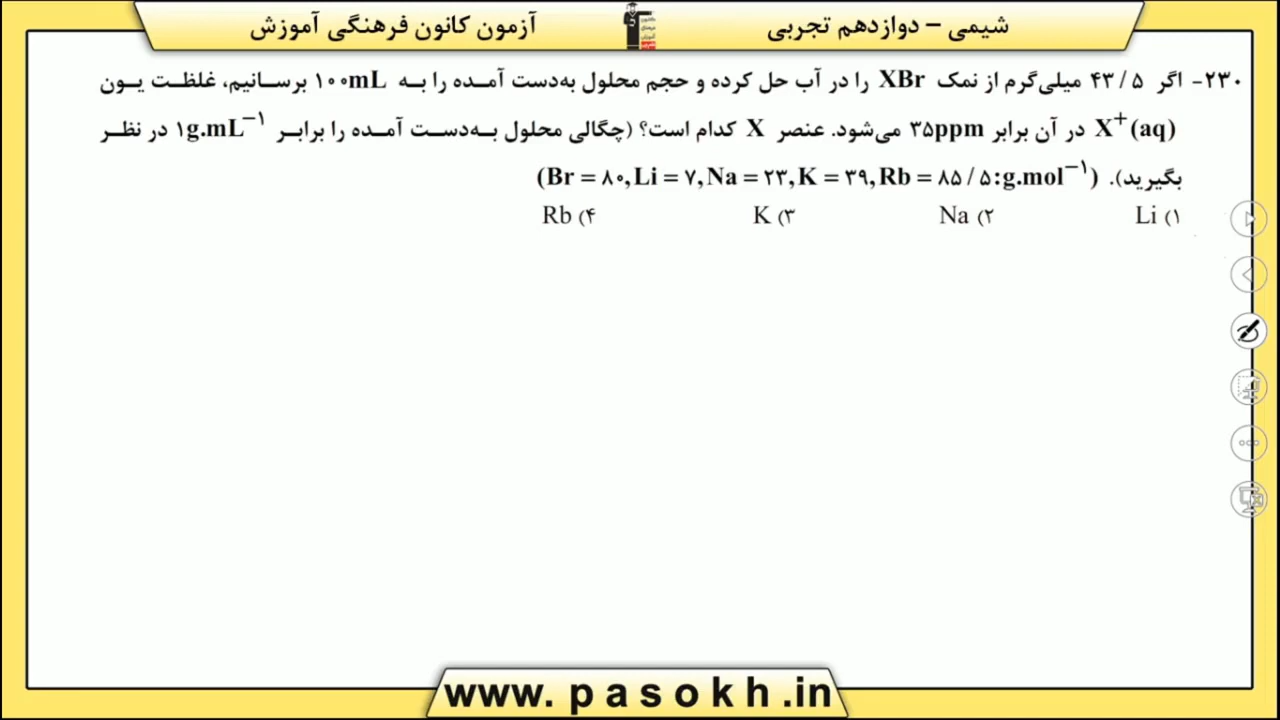 شیمی – دوازدهم تجربی
آزمون کانون فرهنگی آموزش
۲۳۰- اگر ۴۳/۵ میلی‌گرم از نمک XBr را در آب حل کرده و حجم محلول به‌دست آمده را به ۱۰۰mL برسانیم، غلظت یون
X⁺(aq) در آن برابر ۳۵ppm می‌شود. عنصر X کدام است؟ (چگالی محلول به‌دست آمده را برابر ۱g.mL⁻¹ در نظر
بگیرید). (Br = ۸۰, Li = ۷, Na = ۲۳, K = ۳۹, Rb = ۸۵/۵ : g.mol⁻¹)
۱) Li ۲) Na ۳) K ۴) Rb
www.pasokh.in